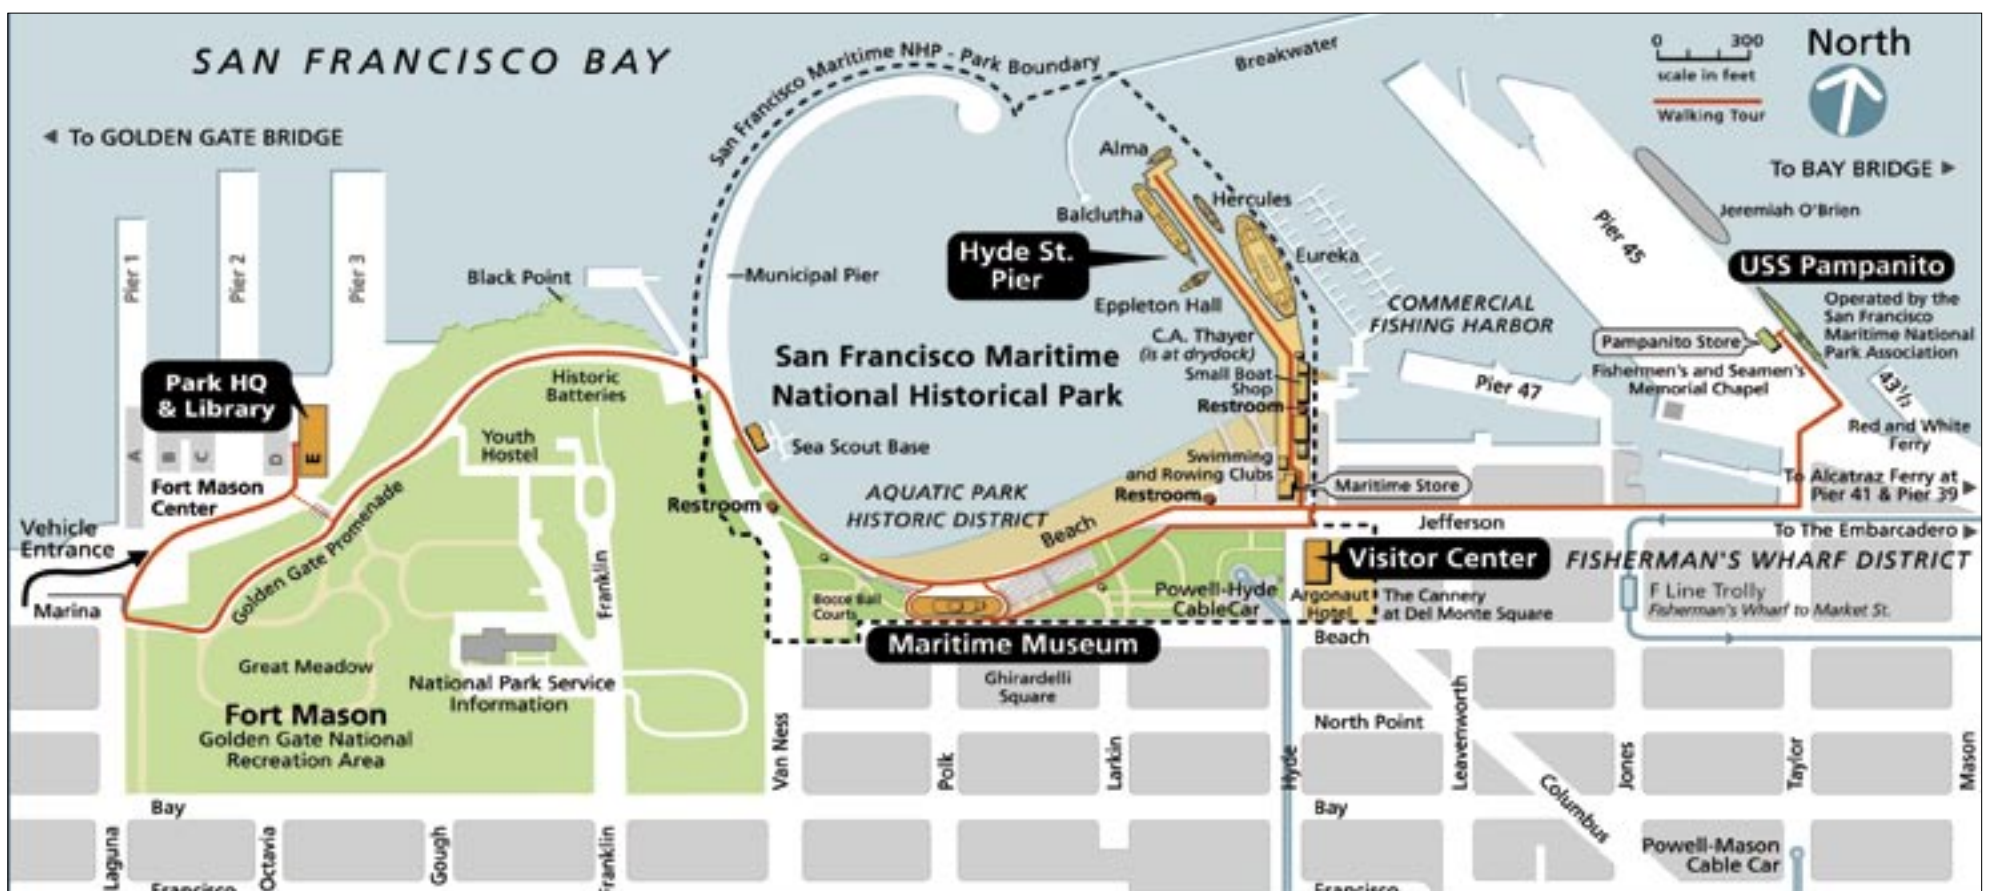 SAN FRANCISCO BAY
San Francisco Maritime NHP - Park Boundary
Breakwater
0 300
scale in feet
Walking Tour
North
To GOLDEN GATE BRIDGE
To BAY BRIDGE
Alma
Balclutha
Hercules
Eureka
Hyde St.
Pier
Eppleton Hall
C.A. Thayer
(is at drydock)
Small Boat
Shop
Restroom
Swimming
and Rowing Clubs
Restroom
Maritime Store
COMMERCIAL
FISHING HARBOR
Pier 45
Jeremiah O'Brien
USS Pampanito
Operated by the
San Francisco
Maritime National
Park Association
Pampanito Store
Fishermen's and Seamen's
Memorial Chapel
Pier 47
43½
Red and White
Ferry
To Alcatraz Ferry at
Pier 41 & Pier 39
To The Embarcadero
Pier 1
Pier 2
Pier 3
Black Point
Municipal Pier
San Francisco Maritime
National Historical Park
Park HQ
& Library
A
B
C
D
E
Fort Mason
Center
Historic
Batteries
Youth
Hostel
Sea Scout Base
Restroom
AQUATIC PARK
HISTORIC DISTRICT
Beach
Vehicle
Entrance
Marina
Golden Gate Promenade
Franklin
Jefferson
Visitor Center
FISHERMAN'S WHARF DISTRICT
Bocce Ball
Courts
Powell-Hyde
CableCar
Argonaut
Hotel
The Cannery
at Del Monte Square
F Line Trolly
Fisherman's Wharf to Market St.
Maritime Museum
Beach
Great Meadow
National Park Service
Information
Ghirardelli
Square
Fort Mason
Golden Gate National
Recreation Area
North Point
Van Ness
Polk
Larkin
Hyde
Leavenworth
Columbus
Jones
Taylor
Mason
Bay
Bay
Laguna
Octavia
Gough
Franklin
Powell-Mason
Cable Car
Francisco
Francisco